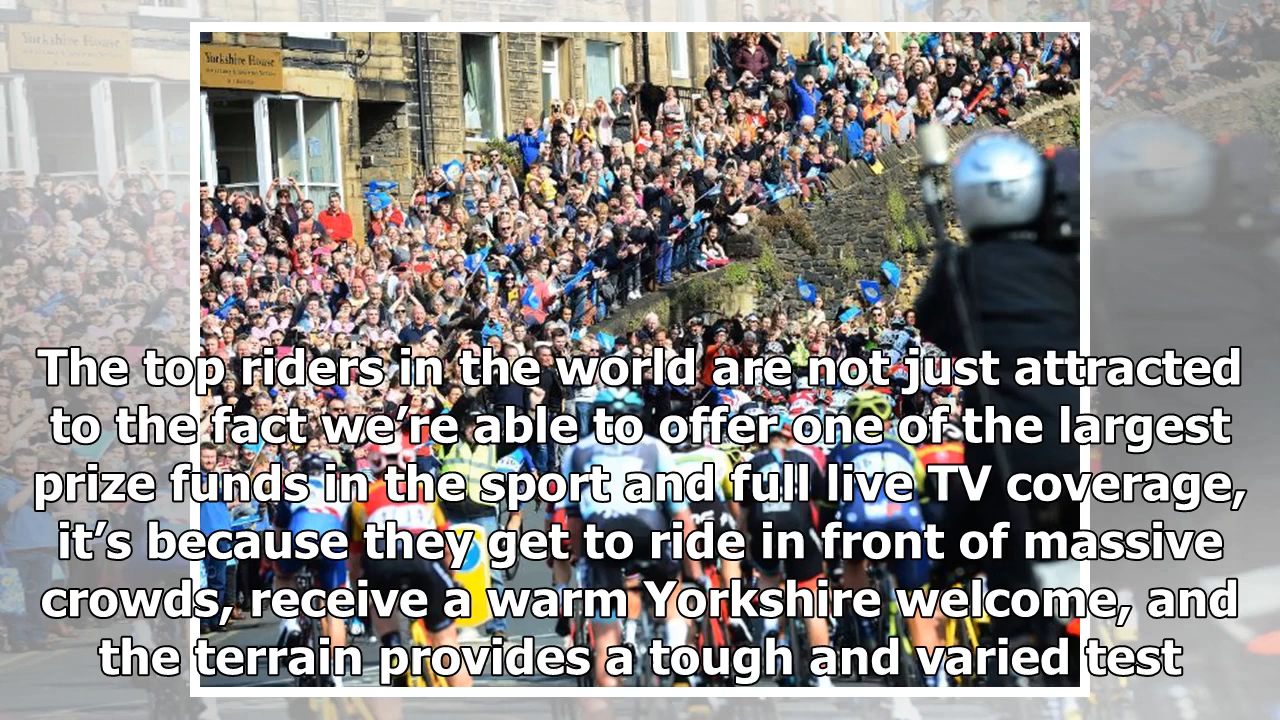 Yorkshire House
The top riders in the world are not just attracted
to the fact we’re able to offer one of the largest
prize funds in the sport and full live TV coverage,
it’s because they get to ride in front of massive
crowds, receive a warm Yorkshire welcome, and
the terrain provides a tough and varied test